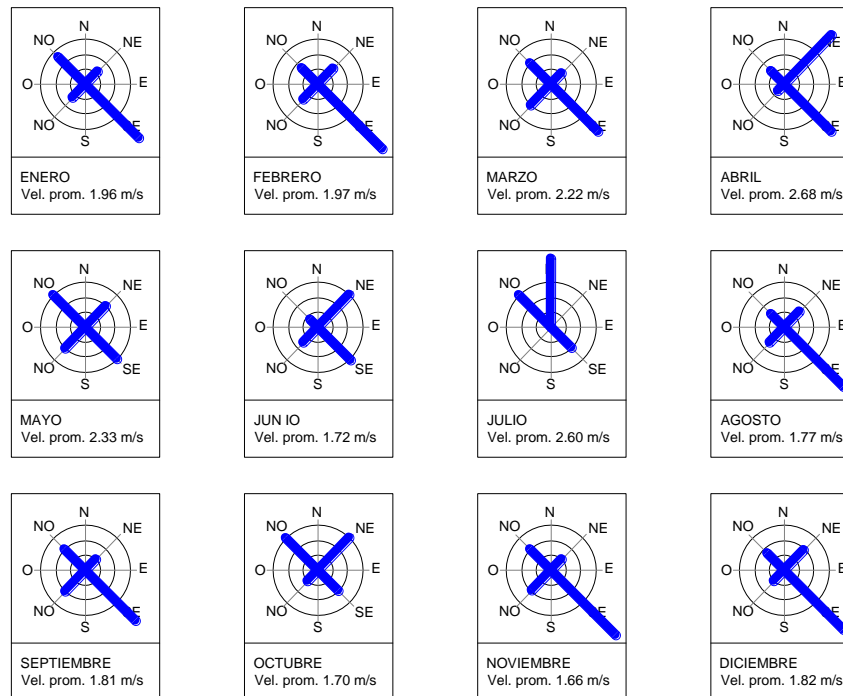 N
NO
NE
O
E
NO
E
S
ENERO
Vel. prom. 1.96 m/s
N
NO
NE
O
E
NO
E
S
FEBRERO
Vel. prom. 1.97 m/s
N
NO
NE
O
E
NO
E
S
MARZO
Vel. prom. 2.22 m/s
N
NO
E
O
E
NO
E
S
ABRIL
Vel. prom. 2.68 m/s
N
NO
NE
O
E
NO
SE
S
MAYO
Vel. prom. 2.33 m/s
N
NO
NE
O
E
NO
SE
S
JUN IO
Vel. prom. 1.72 m/s
N
NO
NE
O
E
NO
SE
S
JULIO
Vel. prom. 2.60 m/s
N
NO
NE
O
E
NO
E
S
AGOSTO
Vel. prom. 1.77 m/s
N
NO
NE
O
E
NO
E
S
SEPTIEMBRE
Vel. prom. 1.81 m/s
N
NO
NE
O
E
NO
SE
S
OCTUBRE
Vel. prom. 1.70 m/s
N
NO
NE
O
E
NO
E
S
NOVIEMBRE
Vel. prom. 1.66 m/s
N
NO
NE
O
E
NO
E
S
DICIEMBRE
Vel. prom. 1.82 m/s